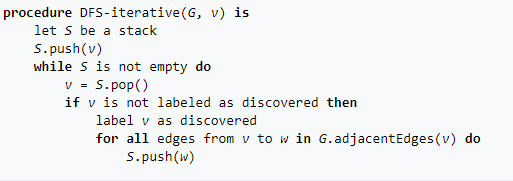 procedure DFS-iterative(G, v) is
    let S be a stack
    S.push(v)
    while S is not empty do
        v = S.pop()
        if v is not labeled as discovered then
            label v as discovered
            for all edges from v to w in G.adjacentEdges(v) do
                S.push(w)